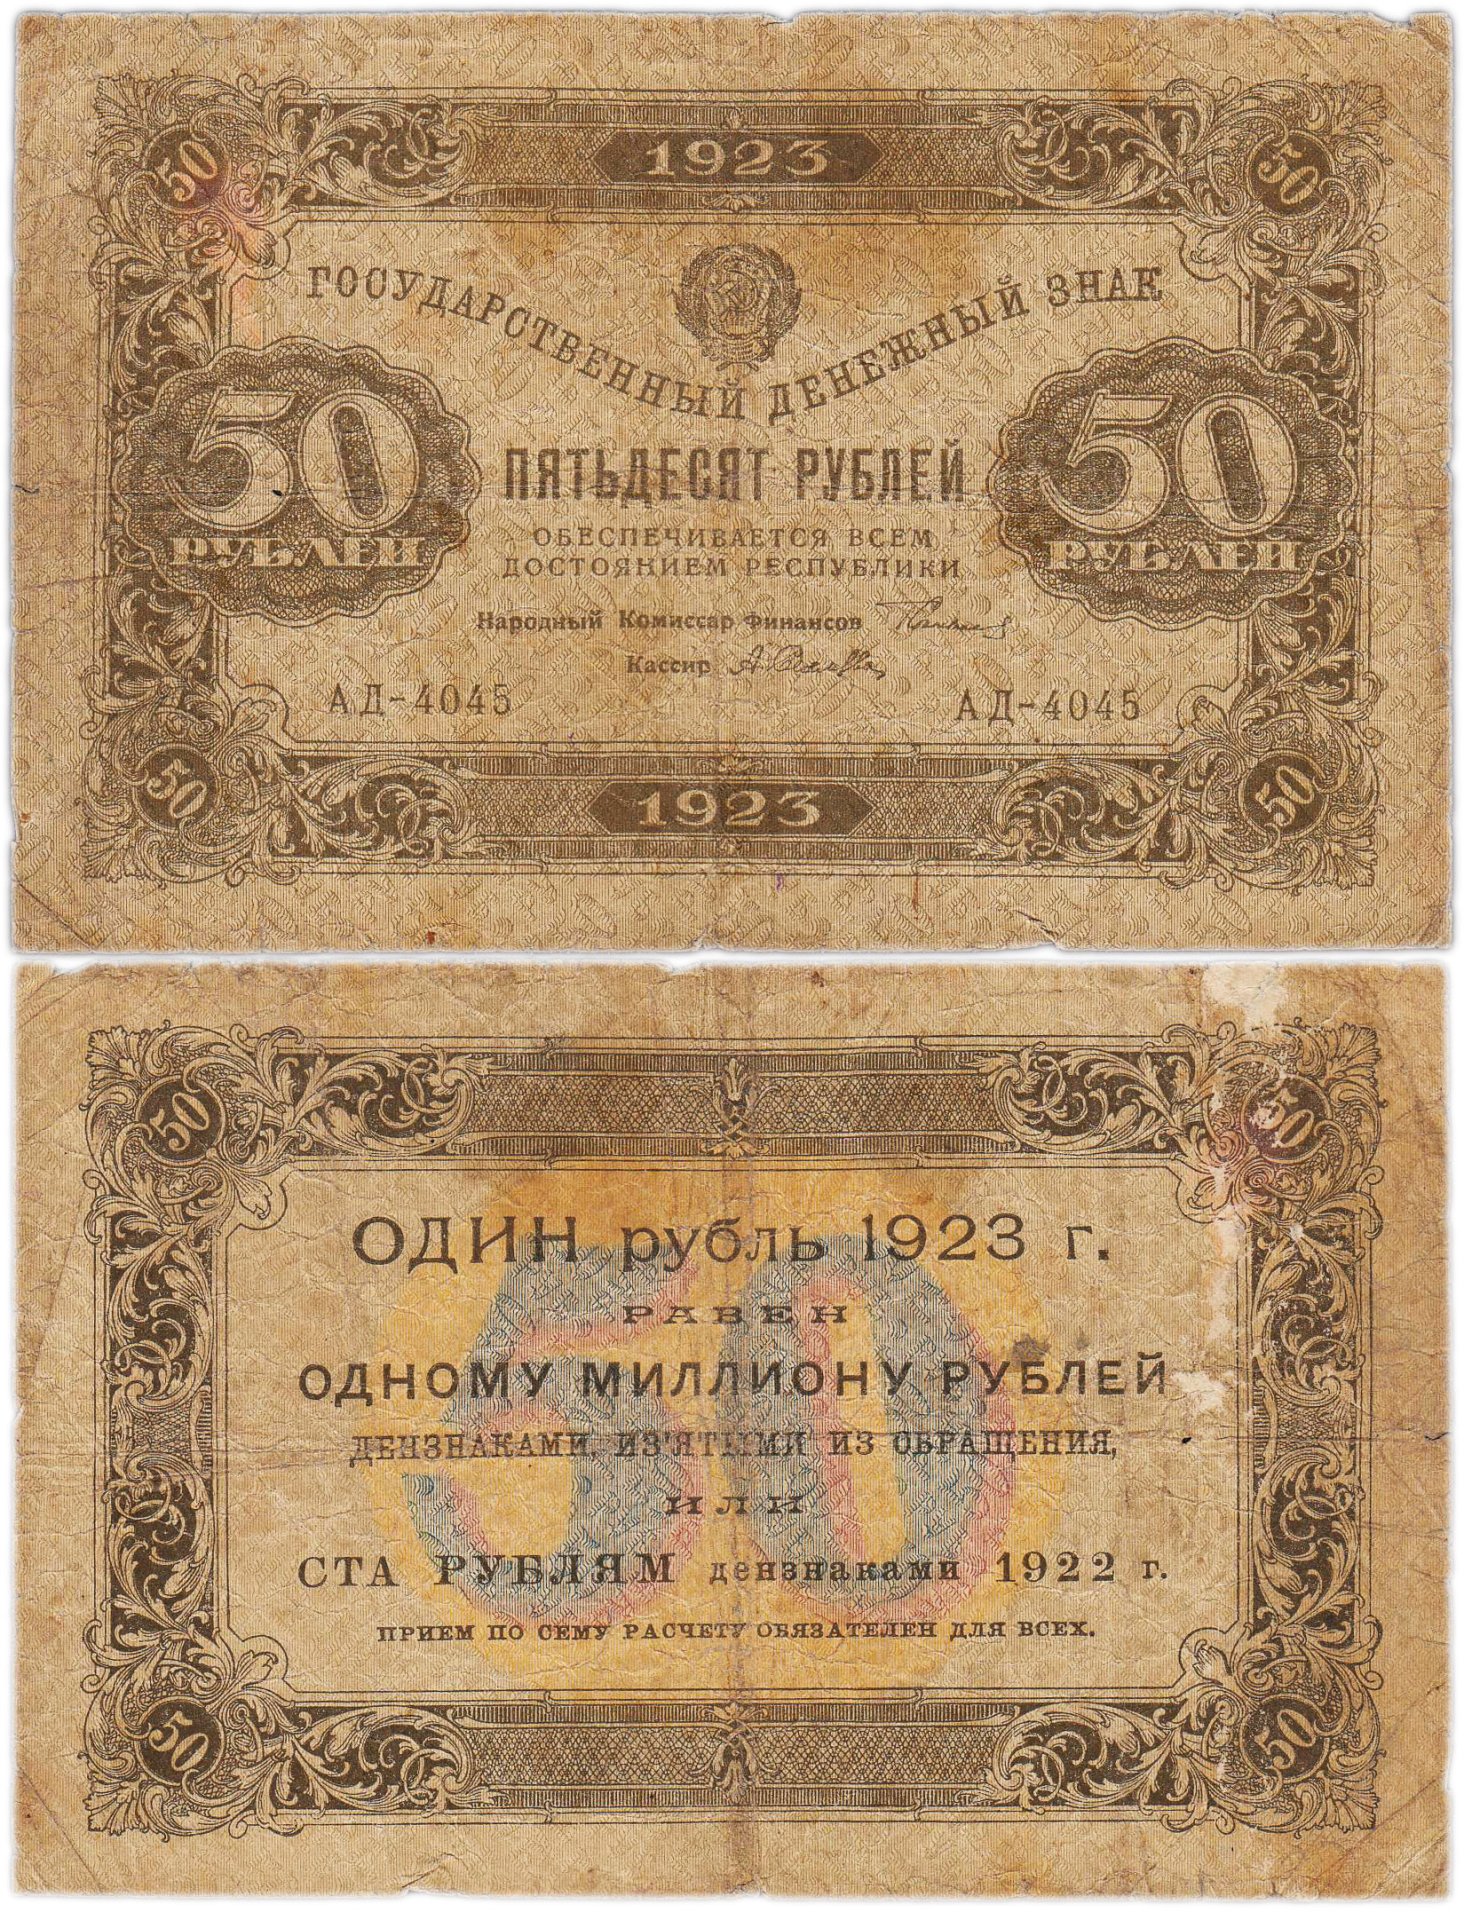 50
1923
50
ГОСУДАРСТВЕННЫЙ ДЕНЕЖНЫЙ ЗНАК
50
РУБЛЕЙ
ПЯТЬДЕСЯТ РУБЛЕЙ
50
РУБЛЕЙ
ОБЕСПЕЧИВАЕТСЯ ВСЕМ
ДОСТОЯНИЕМ РЕСПУБЛИКИ
Народный Комиссар Финансов
Кассир
АД-4045
АД-4045
50
1923
50
50
50
ОДИН рубль 1923 г.
РАВЕН
ОДНОМУ МИЛЛИОНУ РУБЛЕЙ
ДЕНЗНАКАМИ, ИЗ'ЯТЫМИ ИЗ ОБРАЩЕНИЯ,
ИЛИ
СТА РУБЛЯМ дензнаками 1922 г.
ПРИЕМ ПО СЕМУ РАСЧЕТУ ОБЯЗАТЕЛЕН ДЛЯ ВСЕХ.
50
50
50